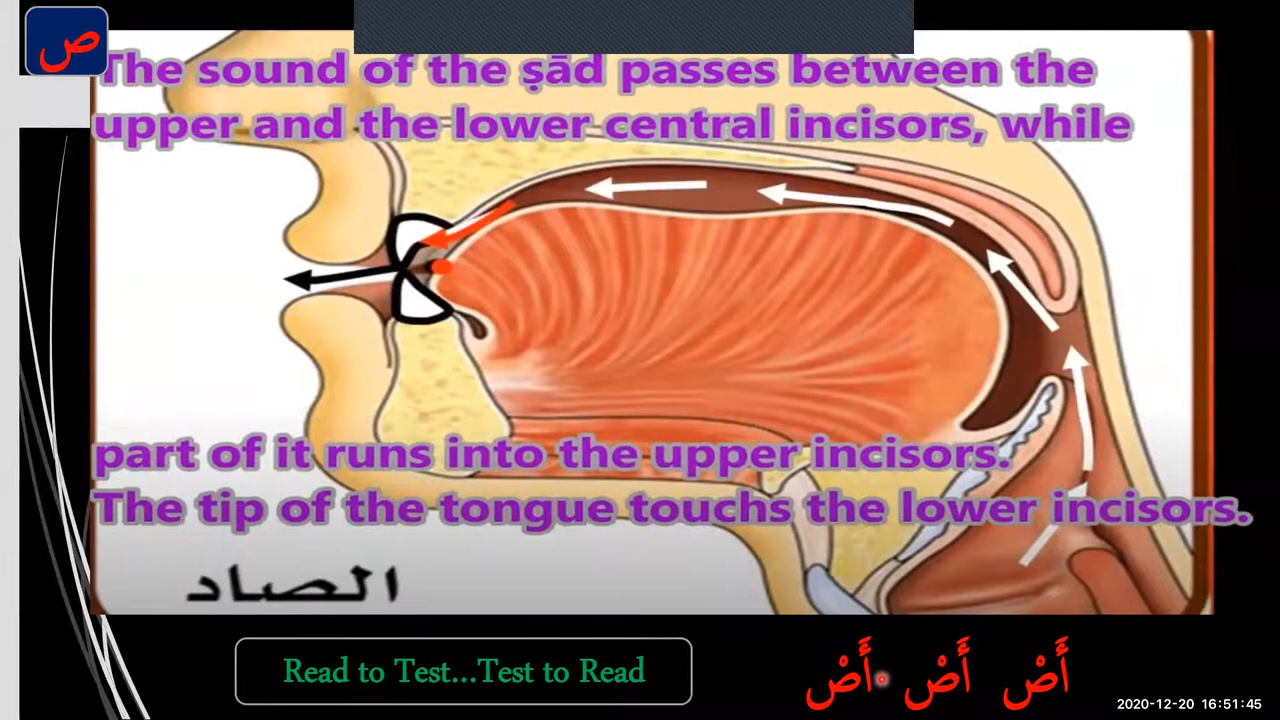 ص
The sound of the ṣād passes between the
upper and the lower central incisors, while
part of it runs into the upper incisors.
The tip of the tongue touchs the lower incisors.
الصاد
Read to Test...Test to Read
أَصْ أَصْ أَصْ
2020-12-20 16:51:45